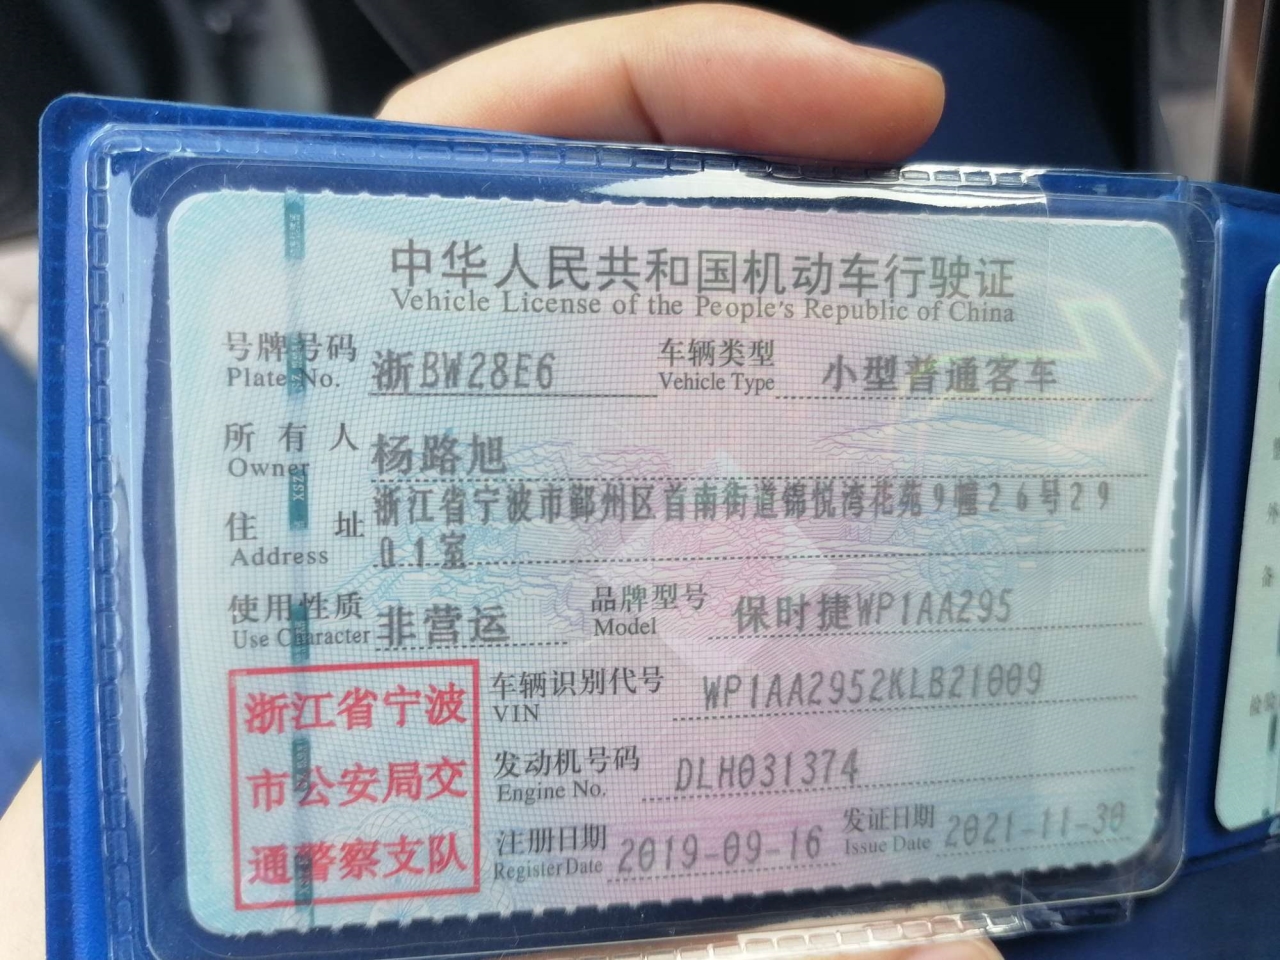 中华人民共和国机动车行驶证
Vehicle License of the People's Republic of China
号牌号码 浙BW28E6 车辆类型 小型普通客车
Plate No. Vehicle Type
所有人 杨路旭
Owner
住址 浙江省宁波市鄞州区首南街道锦悦湾花苑9幢26号29
Address 01室
使用性质 非营运 品牌型号 保时捷WP1AA295
Use Character Model
浙江省宁波
市公安局交
通警察支队
车辆识别代号 WP1AA2952KLB21009
VIN
发动机号码 DLH031374
Engine No.
注册日期 2019-09-16 发证日期 2021-11-30
Register Date Issue Date